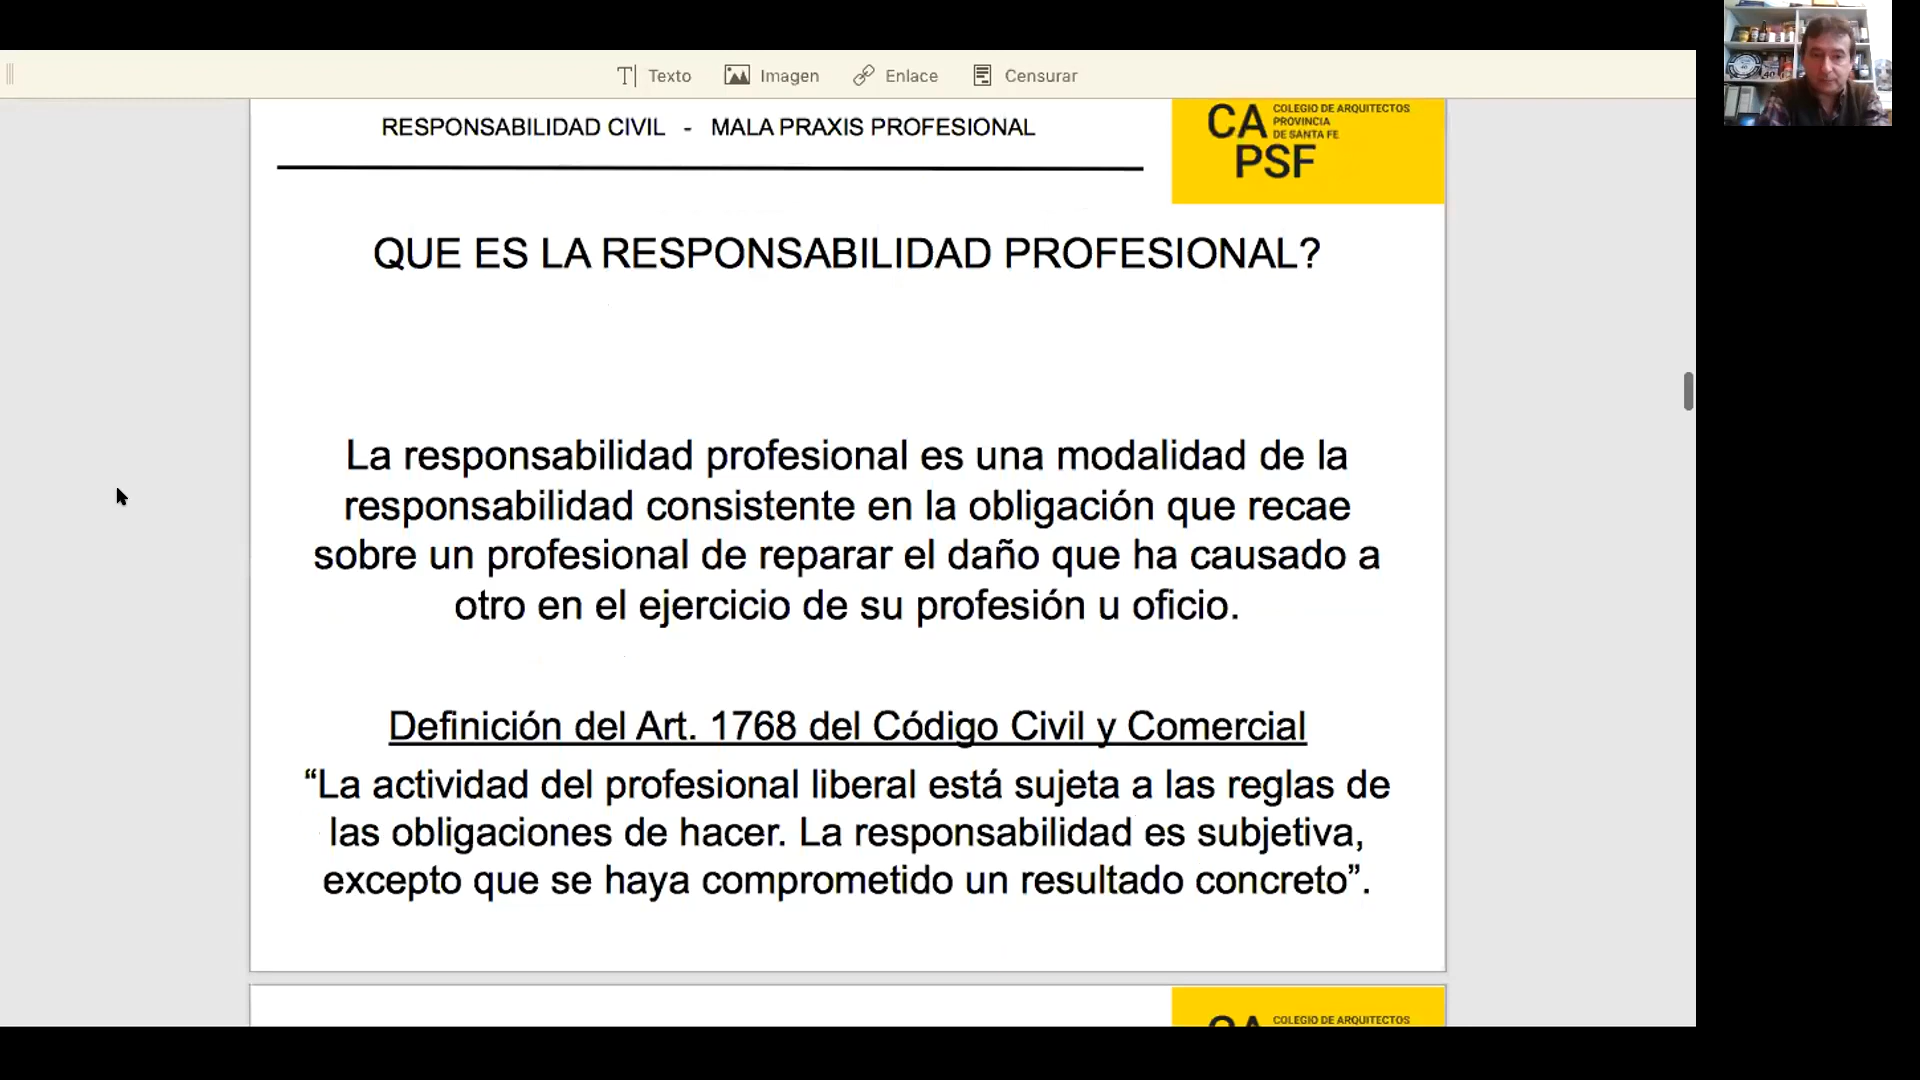 Texto Imagen Enlace Censurar
RESPONSABILIDAD CIVIL - MALA PRAXIS PROFESIONAL
CA
PSF
COLEGIO DE ARQUITECTOS
PROVINCIA
DE SANTA FE
QUE ES LA RESPONSABILIDAD PROFESIONAL?
La responsabilidad profesional es una modalidad de la
responsabilidad consistente en la obligación que recae
sobre un profesional de reparar el daño que ha causado a
otro en el ejercicio de su profesión u oficio.
Definición del Art. 1768 del Código Civil y Comercial
“La actividad del profesional liberal está sujeta a las reglas de
las obligaciones de hacer. La responsabilidad es subjetiva,
excepto que se haya comprometido un resultado concreto”.
CA
COLEGIO DE ARQUITECTOS